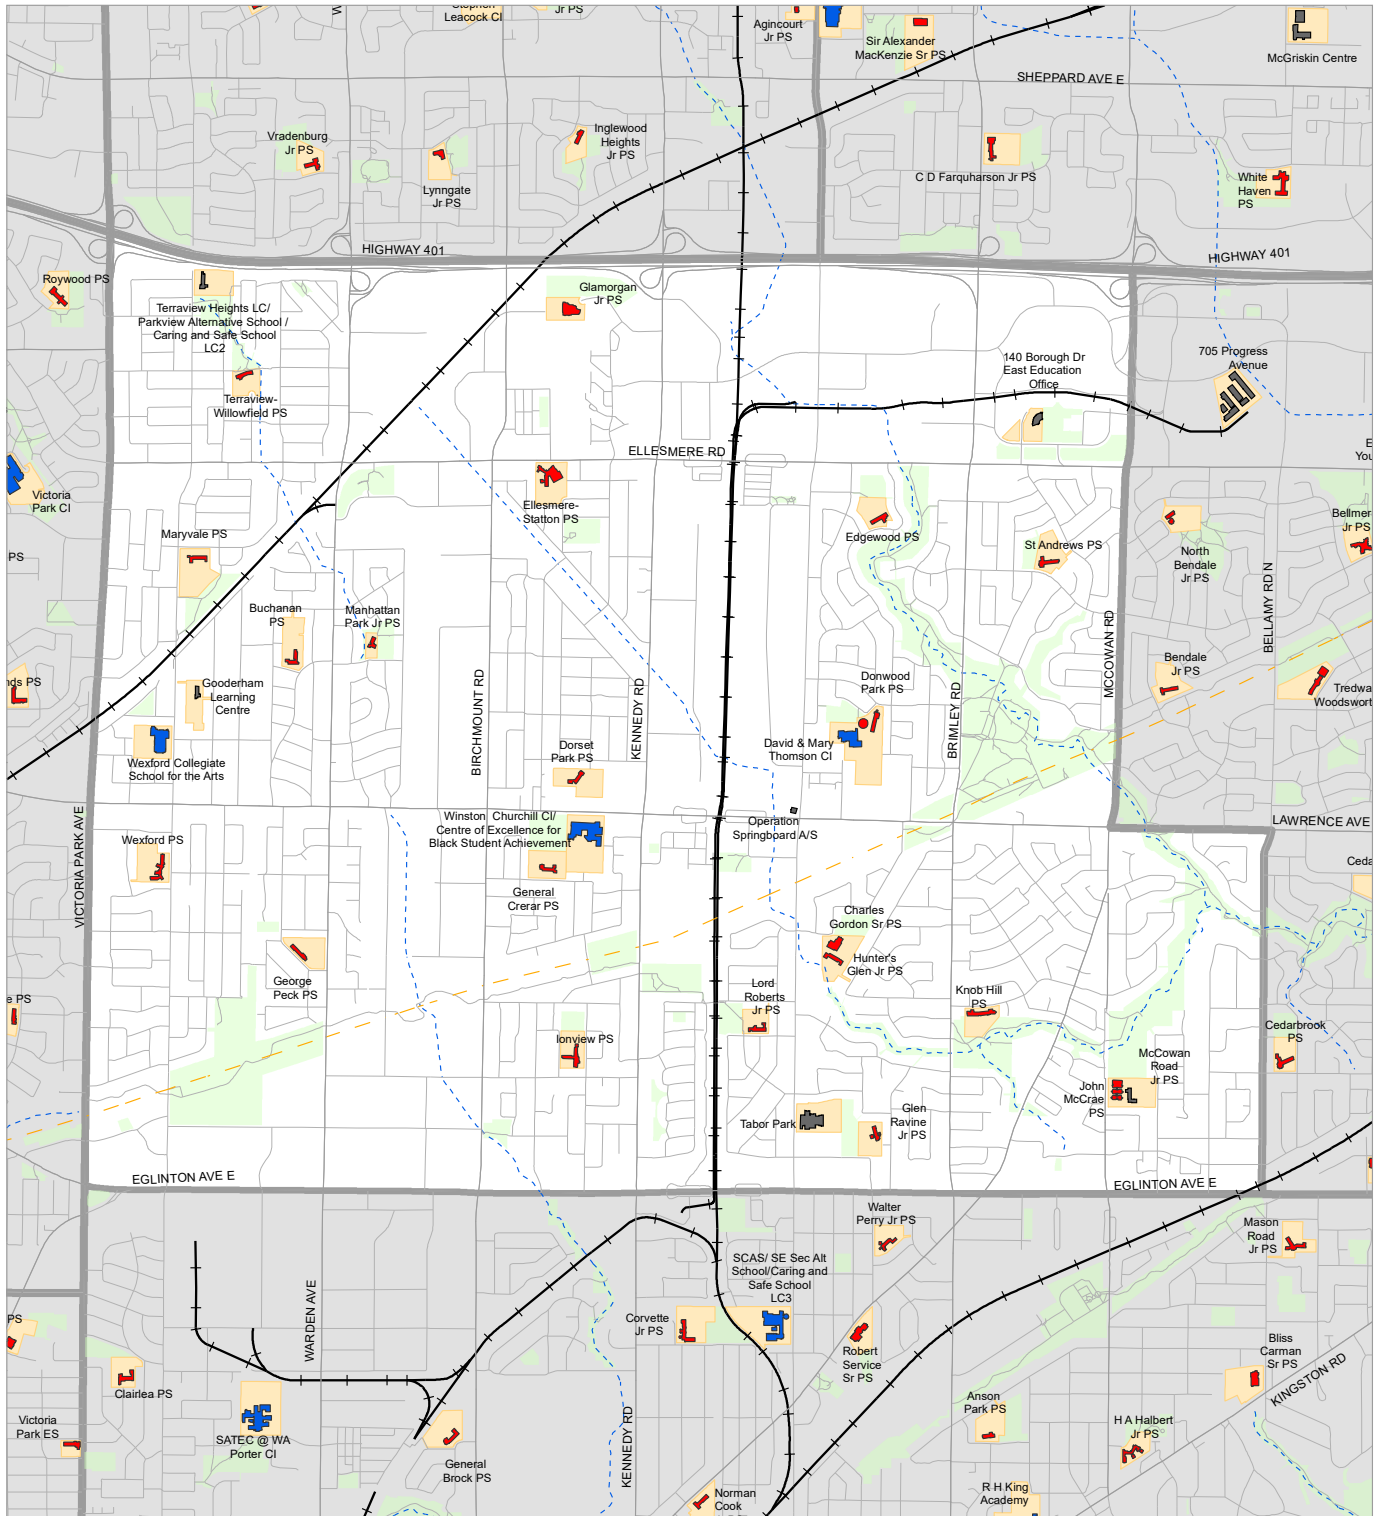 Stephen
Leacock CI
Jr PS
Agincourt
Jr PS
Sir Alexander
MacKenzie Sr PS
McGriskin Centre
SHEPPARD AVE E
Vradenburg
Jr PS
Lynngate
Jr PS
Inglewood
Heights
Jr PS
C D Farquharson Jr PS
White
Haven
PS
HIGHWAY 401
HIGHWAY 401
Roywood PS
Terraview Heights LC/
Parkview Alternative School /
Caring and Safe School
LC2
Glamorgan
Jr PS
Terraview-
Willowfield PS
140 Borough Dr
East Education
Office
705 Progress
Avenue
ELLESMERE RD
Victoria
Park CI
Ellesmere-
Statton PS
Edgewood PS
St Andrews PS
North
Bendale
Jr PS
Bellmer
Jr PS
E
You
PS
Maryvale PS
Buchanan
PS
Manhattan
Park Jr PS
BELLAMY RD N
MCCOWAN RD
Bendale
Jr PS
Tredwa
Woodswort
nds PS
Gooderham
Learning
Centre
Wexford Collegiate
School for the Arts
BIRCHMOUNT RD
KENNEDY RD
BRIMLEY RD
Donwood
Park PS
David & Mary
Thomson CI
Dorset
Park PS
VICTORIA PARK AVE
Wexford PS
Winston Churchill CI/
Centre of Excellence for
Black Student Achievement
General
Crerar PS
Operation
Springboard A/S
LAWRENCE AVE
Ceda
Charles
Gordon Sr PS
Hunter's
Glen Jr PS
George
Peck PS
Lord
Roberts
Jr PS
Knob Hill
PS
e PS
Ionview PS
Cedarbrook
PS
McCowan
Road
Jr PS
John
McCrae
PS
Tabor Park
Glen
Ravine
Jr PS
EGLINTON AVE E
EGLINTON AVE E
Walter
Perry Jr PS
Mason
Road
Jr PS
SCAS/ SE Sec Alt
School/Caring and
Safe School
LC3
WARDEN AVE
Corvette
Jr PS
Robert
Service
Sr PS
PS
Bliss
Carman
Sr PS
KINGSTON RD
Clairlea PS
Victoria
Park ES
SATEC @ WA
Porter CI
General
Brock PS
KENNEDY RD
Anson
Park PS
H A Halbert
Jr PS
Norman
Cook
R H King
Academy